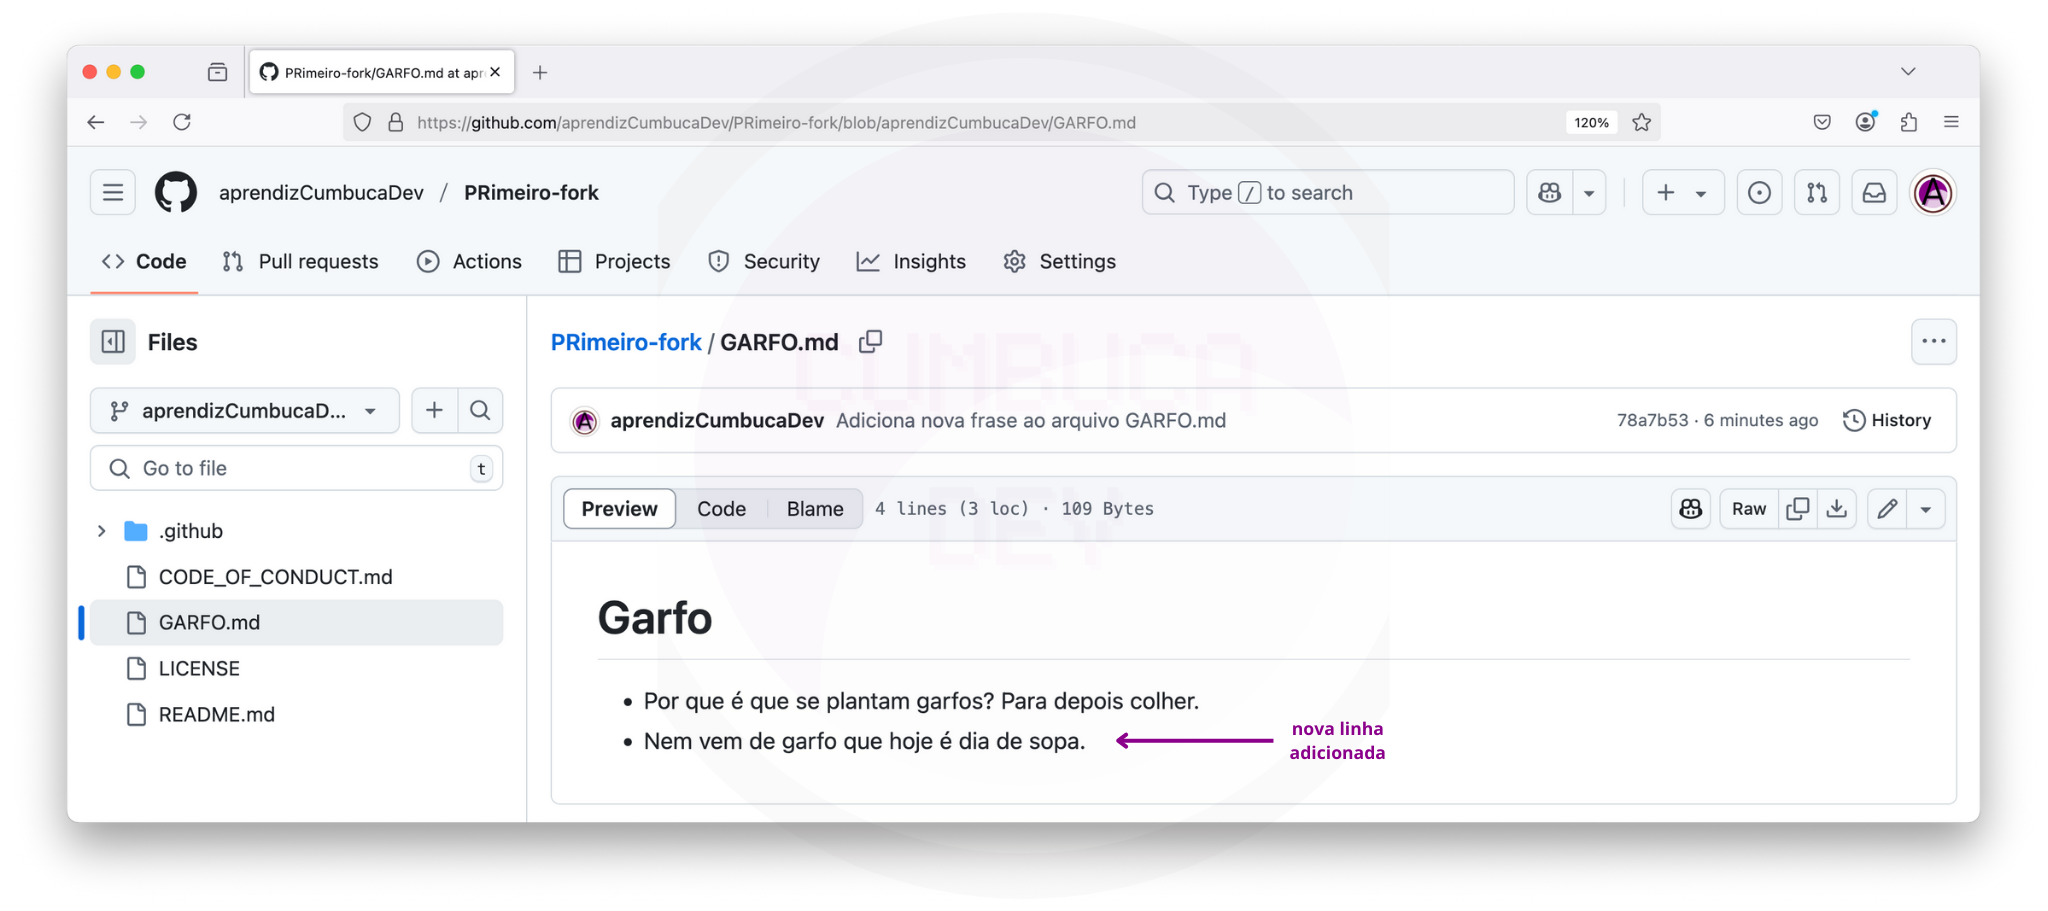 PRimeiro-fork/GARFO.md at apr
https://github.com/aprendizCumbucaDev/PRimeiro-fork/blob/aprendizCumbucaDev/GARFO.md
120%
aprendizCumbucaDev / PRimeiro-fork
Type / to search
Code
Pull requests
Actions
Projects
Security
Insights
Settings
Files
aprendizCumbucaD...
Go to file
t
.github
CODE_OF_CONDUCT.md
GARFO.md
LICENSE
README.md
PRimeiro-fork / GARFO.md
aprendizCumbucaDev Adiciona nova frase ao arquivo GARFO.md
78a7b53 · 6 minutes ago
History
Preview
Code
Blame
4 lines (3 loc) · 109 Bytes
Raw
Garfo
• Por que é que se plantam garfos? Para depois colher.
• Nem vem de garfo que hoje é dia de sopa.
nova linha
adicionada
CUMBUCA
DEV